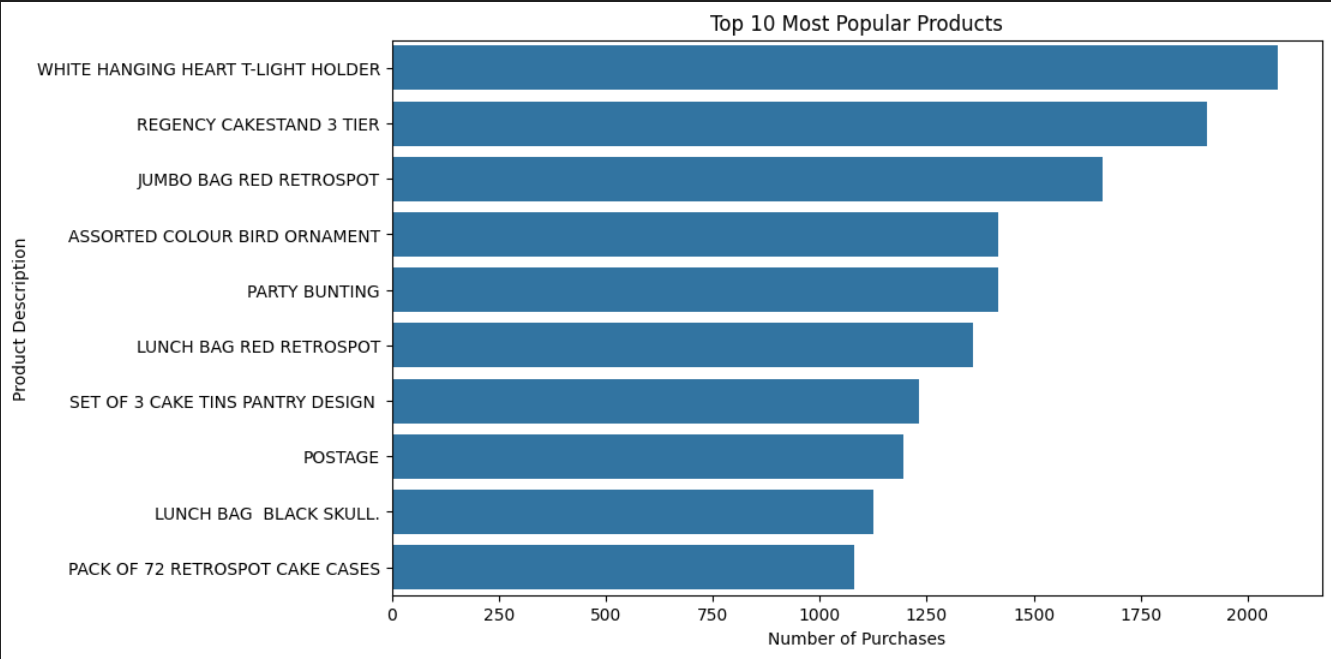 Top 10 Most Popular Products
WHITE HANGING HEART T-LIGHT HOLDER
REGENCY CAKESTAND 3 TIER
JUMBO BAG RED RETROSPOT
ASSORTED COLOUR BIRD ORNAMENT
PARTY BUNTING
LUNCH BAG RED RETROSPOT
SET OF 3 CAKE TINS PANTRY DESIGN
POSTAGE
LUNCH BAG  BLACK SKULL.
PACK OF 72 RETROSPOT CAKE CASES
Product Description
0 250 500 750 1000 1250 1500 1750 2000
Number of Purchases